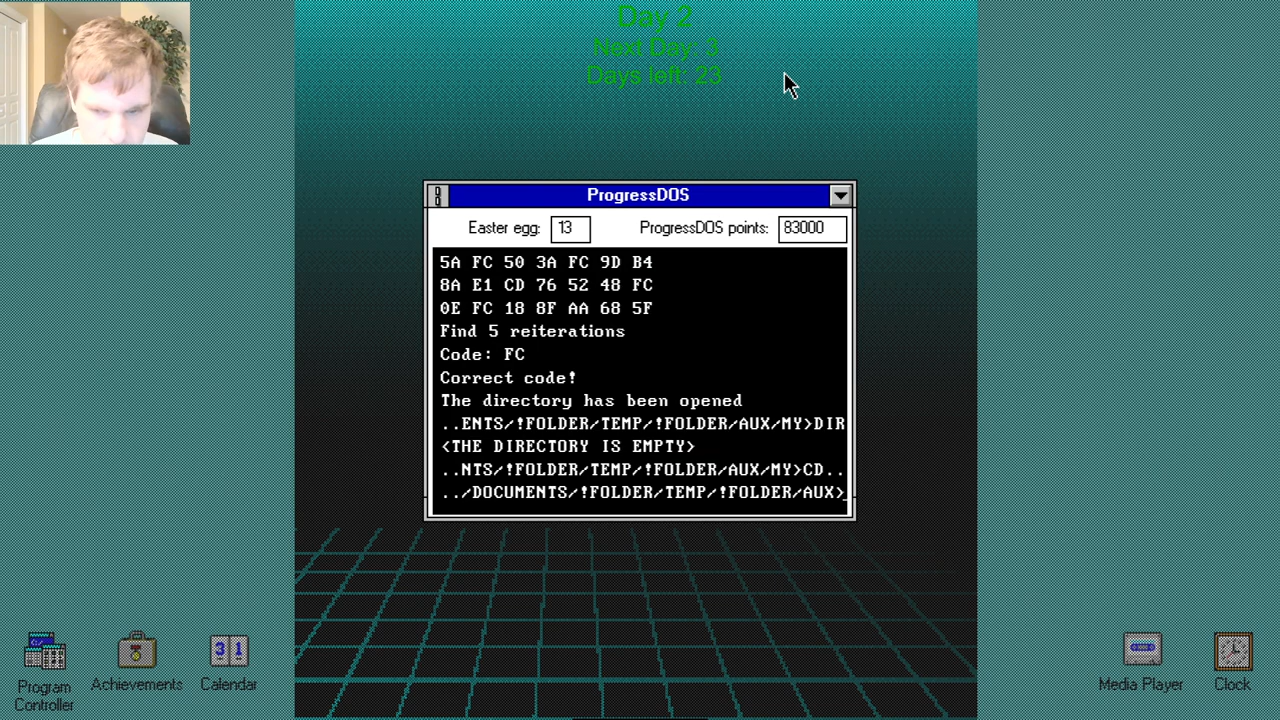 Day 2
Next Day: 3
Days left: 23
ProgressDOS
Easter egg: 13 ProgressDOS points: 83000
5A FC 50 3A FC 9D B4
8A E1 CD 76 52 48 FC
0E FC 18 8F AA 68 5F
Find 5 reiterations
Code: FC
Correct code!
The directory has been opened
..ENTS/!FOLDER/TEMP/!FOLDER/AUX/MY>DIR
<THE DIRECTORY IS EMPTY>
..NTS/!FOLDER/TEMP/!FOLDER/AUX/MY>CD..
../DOCUMENTS/!FOLDER/TEMP/!FOLDER/AUX>_
Program Controller
Achievements
31
Calendar
Media Player
Clock